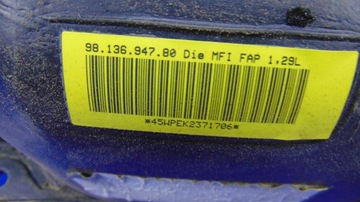 98.136.947.80 Die MFI FAP 1,29L
*45WPEK2371706*